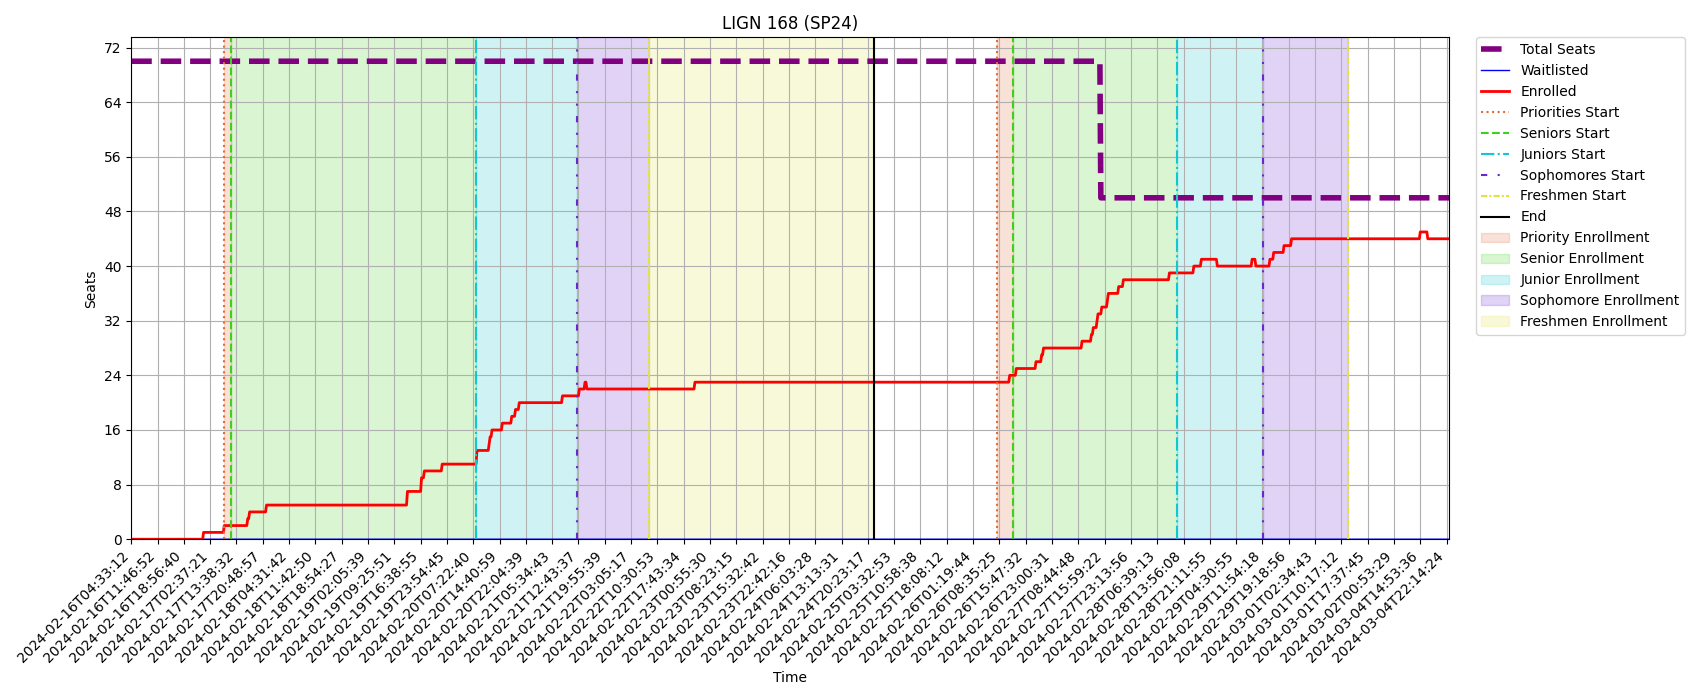 LIGN 168 (SP24)
72
64
56
48
40
32
24
16
8
0
Seats
2024-02-16T04:33:12
2024-02-16T11:46:52
2024-02-16T18:56:40
2024-02-17T02:37:21
2024-02-17T13:38:32
2024-02-17T20:48:57
2024-02-18T04:31:42
2024-02-18T11:42:50
2024-02-18T18:54:27
2024-02-19T02:05:39
2024-02-19T09:25:51
2024-02-19T16:38:55
2024-02-19T23:54:45
2024-02-20T07:22:40
2024-02-20T14:40:59
2024-02-20T22:04:39
2024-02-21T05:34:43
2024-02-21T12:43:37
2024-02-21T19:55:39
2024-02-22T03:05:17
2024-02-22T10:30:53
2024-02-22T17:43:34
2024-02-23T00:55:30
2024-02-23T08:23:15
2024-02-23T15:32:42
2024-02-23T22:42:16
2024-02-24T06:03:28
2024-02-24T13:13:31
2024-02-24T20:23:17
2024-02-25T03:32:53
2024-02-25T10:58:38
2024-02-25T18:08:12
2024-02-26T01:19:44
2024-02-26T08:35:25
2024-02-26T15:47:32
2024-02-26T23:00:31
2024-02-27T08:44:48
2024-02-27T15:59:22
2024-02-27T23:13:56
2024-02-28T06:39:13
2024-02-28T13:56:08
2024-02-28T21:11:55
2024-02-29T04:30:55
2024-02-29T11:54:18
2024-02-29T19:18:56
2024-03-01T02:34:43
2024-03-01T10:17:12
2024-03-01T17:37:45
2024-03-02T00:53:29
2024-03-04T14:53:36
2024-03-04T22:14:24
Time
Total Seats
Waitlisted
Enrolled
Priorities Start
Seniors Start
Juniors Start
Sophomores Start
Freshmen Start
End
Priority Enrollment
Senior Enrollment
Junior Enrollment
Sophomore Enrollment
Freshmen Enrollment